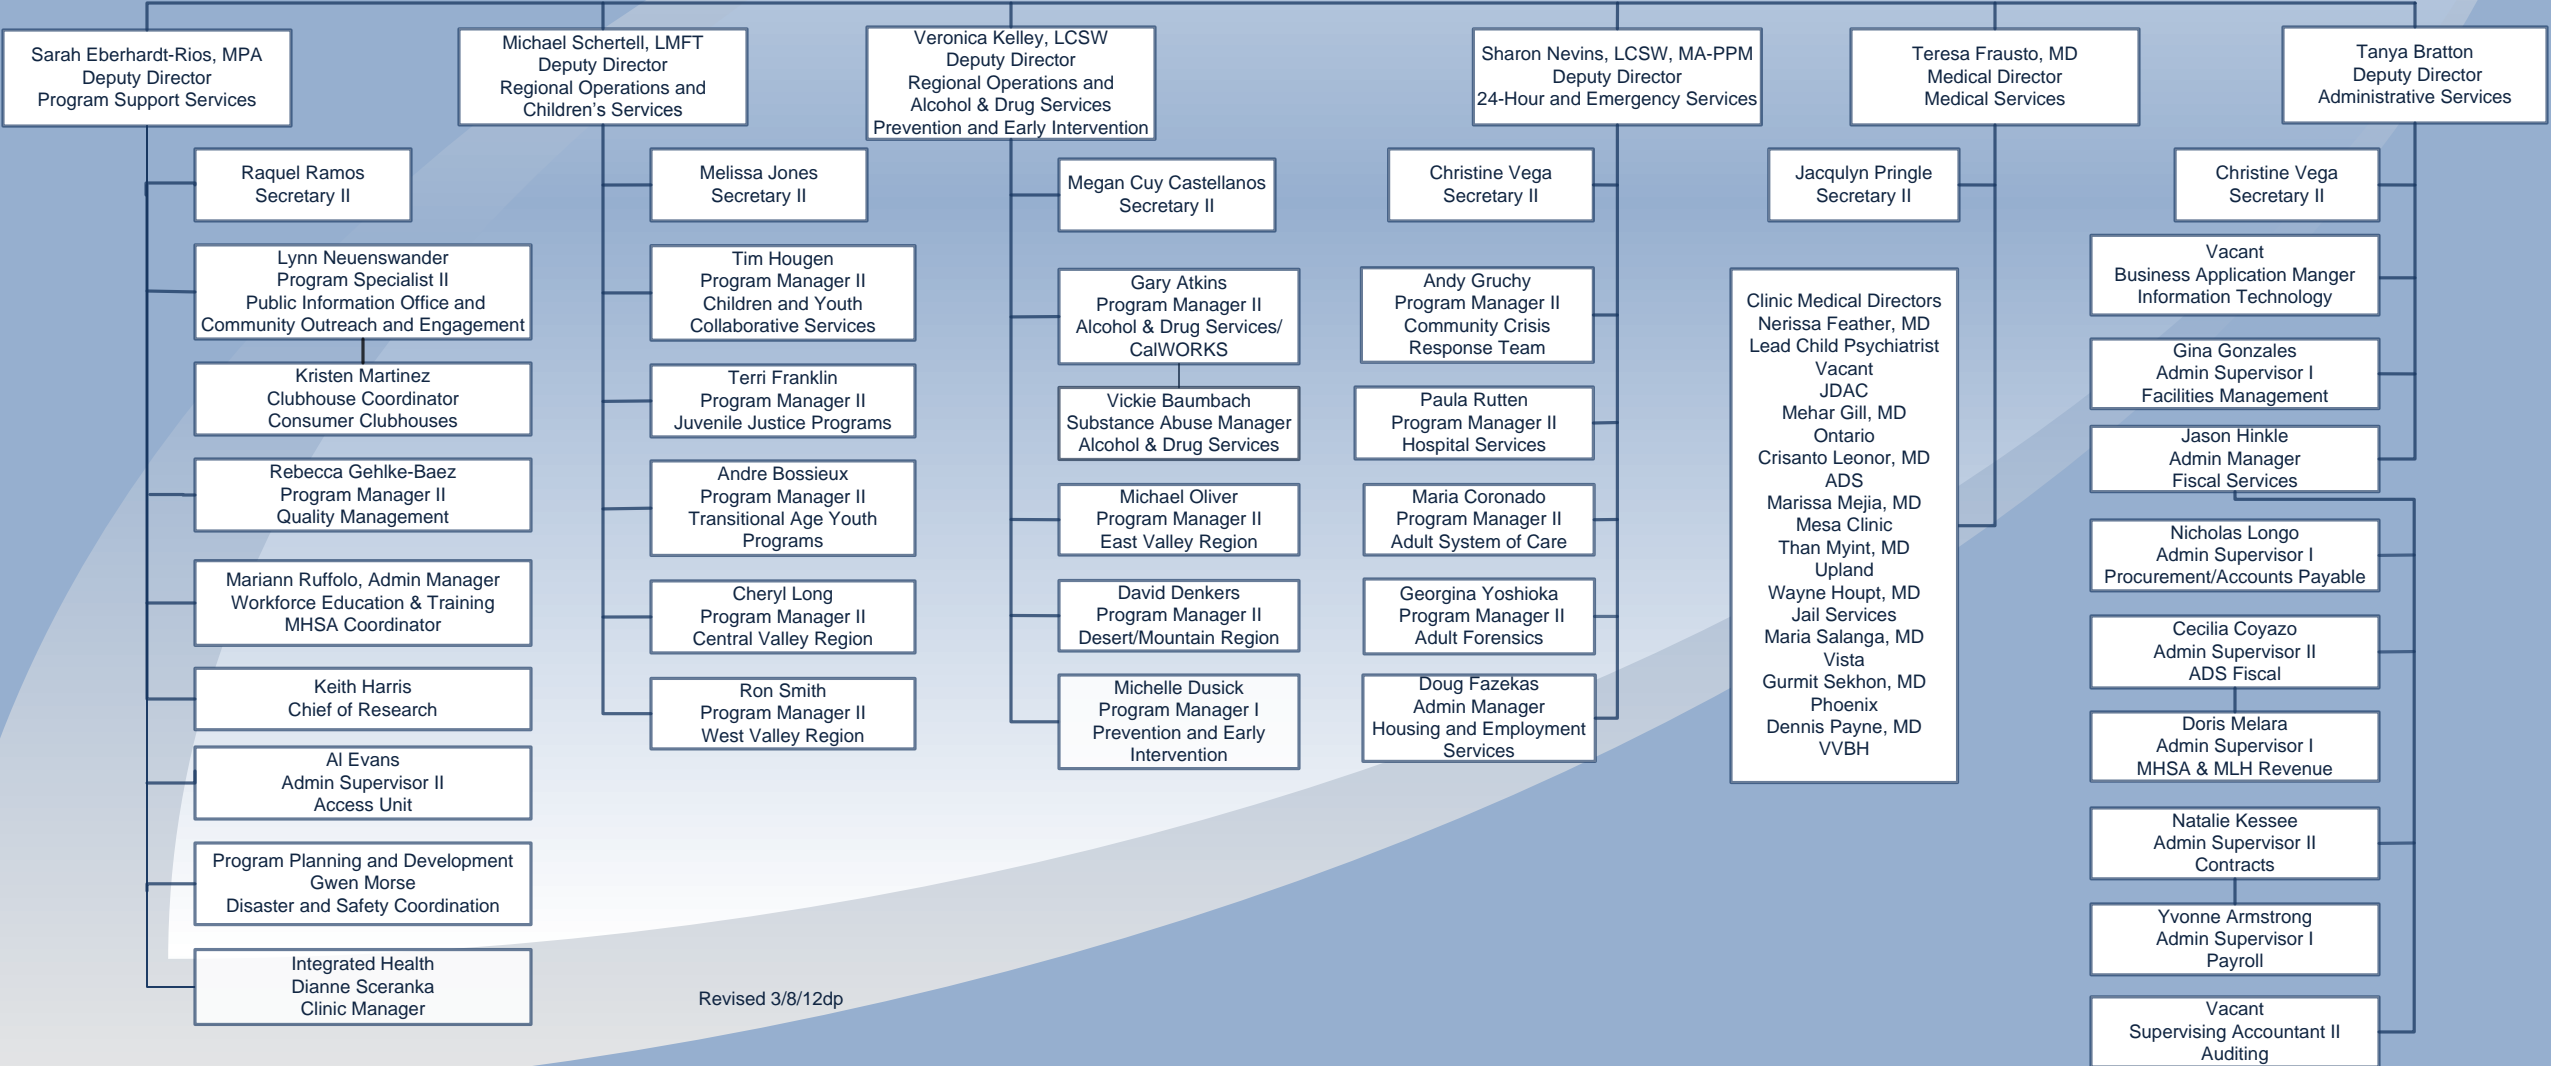 Sarah Eberhardt-Rios, MPA
Deputy Director
Program Support Services
Raquel Ramos
Secretary II
Lynn Neuenswander
Program Specialist II
Public Information Office and
Community Outreach and Engagement
Kristen Martinez
Clubhouse Coordinator
Consumer Clubhouses
Rebecca Gehlke-Baez
Program Manager II
Quality Management
Mariann Ruffolo, Admin Manager
Workforce Education & Training
MHSA Coordinator
Keith Harris
Chief of Research
Al Evans
Admin Supervisor II
Access Unit
Program Planning and Development
Gwen Morse
Disaster and Safety Coordination
Integrated Health
Dianne Sceranka
Clinic Manager
Michael Schertell, LMFT
Deputy Director
Regional Operations and
Children's Services
Melissa Jones
Secretary II
Tim Hougen
Program Manager II
Children and Youth
Collaborative Services
Terri Franklin
Program Manager II
Juvenile Justice Programs
Andre Bossieux
Program Manager II
Transitional Age Youth
Programs
Cheryl Long
Program Manager II
Central Valley Region
Ron Smith
Program Manager II
West Valley Region
Veronica Kelley, LCSW
Deputy Director
Regional Operations and
Alcohol & Drug Services
Prevention and Early Intervention
Megan Cuy Castellanos
Secretary II
Gary Atkins
Program Manager II
Alcohol & Drug Services/
CalWORKS
Vickie Baumbach
Substance Abuse Manager
Alcohol & Drug Services
Michael Oliver
Program Manager II
East Valley Region
David Denkers
Program Manager II
Desert/Mountain Region
Michelle Dusick
Program Manager I
Prevention and Early
Intervention
Sharon Nevins, LCSW, MA-PPM
Deputy Director
24-Hour and Emergency Services
Christine Vega
Secretary II
Andy Gruchy
Program Manager II
Community Crisis
Response Team
Paula Rutten
Program Manager II
Hospital Services
Maria Coronado
Program Manager II
Adult System of Care
Georgina Yoshioka
Program Manager II
Adult Forensics
Doug Fazekas
Admin Manager
Housing and Employment
Services
Teresa Frausto, MD
Medical Director
Medical Services
Jacqulyn Pringle
Secretary II
Clinic Medical Directors
Nerissa Feather, MD
Lead Child Psychiatrist
Vacant
JDAC
Mehar Gill, MD
Ontario
Crisanto Leonor, MD
ADS
Marissa Mejia, MD
Mesa Clinic
Than Myint, MD
Upland
Wayne Houpt, MD
Jail Services
Maria Salanga, MD
Vista
Gurmit Sekhon, MD
Phoenix
Dennis Payne, MD
VVBH
Tanya Bratton
Deputy Director
Administrative Services
Christine Vega
Secretary II
Vacant
Business Application Manger
Information Technology
Gina Gonzales
Admin Supervisor I
Facilities Management
Jason Hinkle
Admin Manager
Fiscal Services
Nicholas Longo
Admin Supervisor I
Procurement/Accounts Payable
Cecilia Coyazo
Admin Supervisor II
ADS Fiscal
Doris Melara
Admin Supervisor I
MHSA & MLH Revenue
Natalie Kessee
Admin Supervisor II
Contracts
Yvonne Armstrong
Admin Supervisor I
Payroll
Vacant
Supervising Accountant II
Auditing
Revised 3/8/12dp